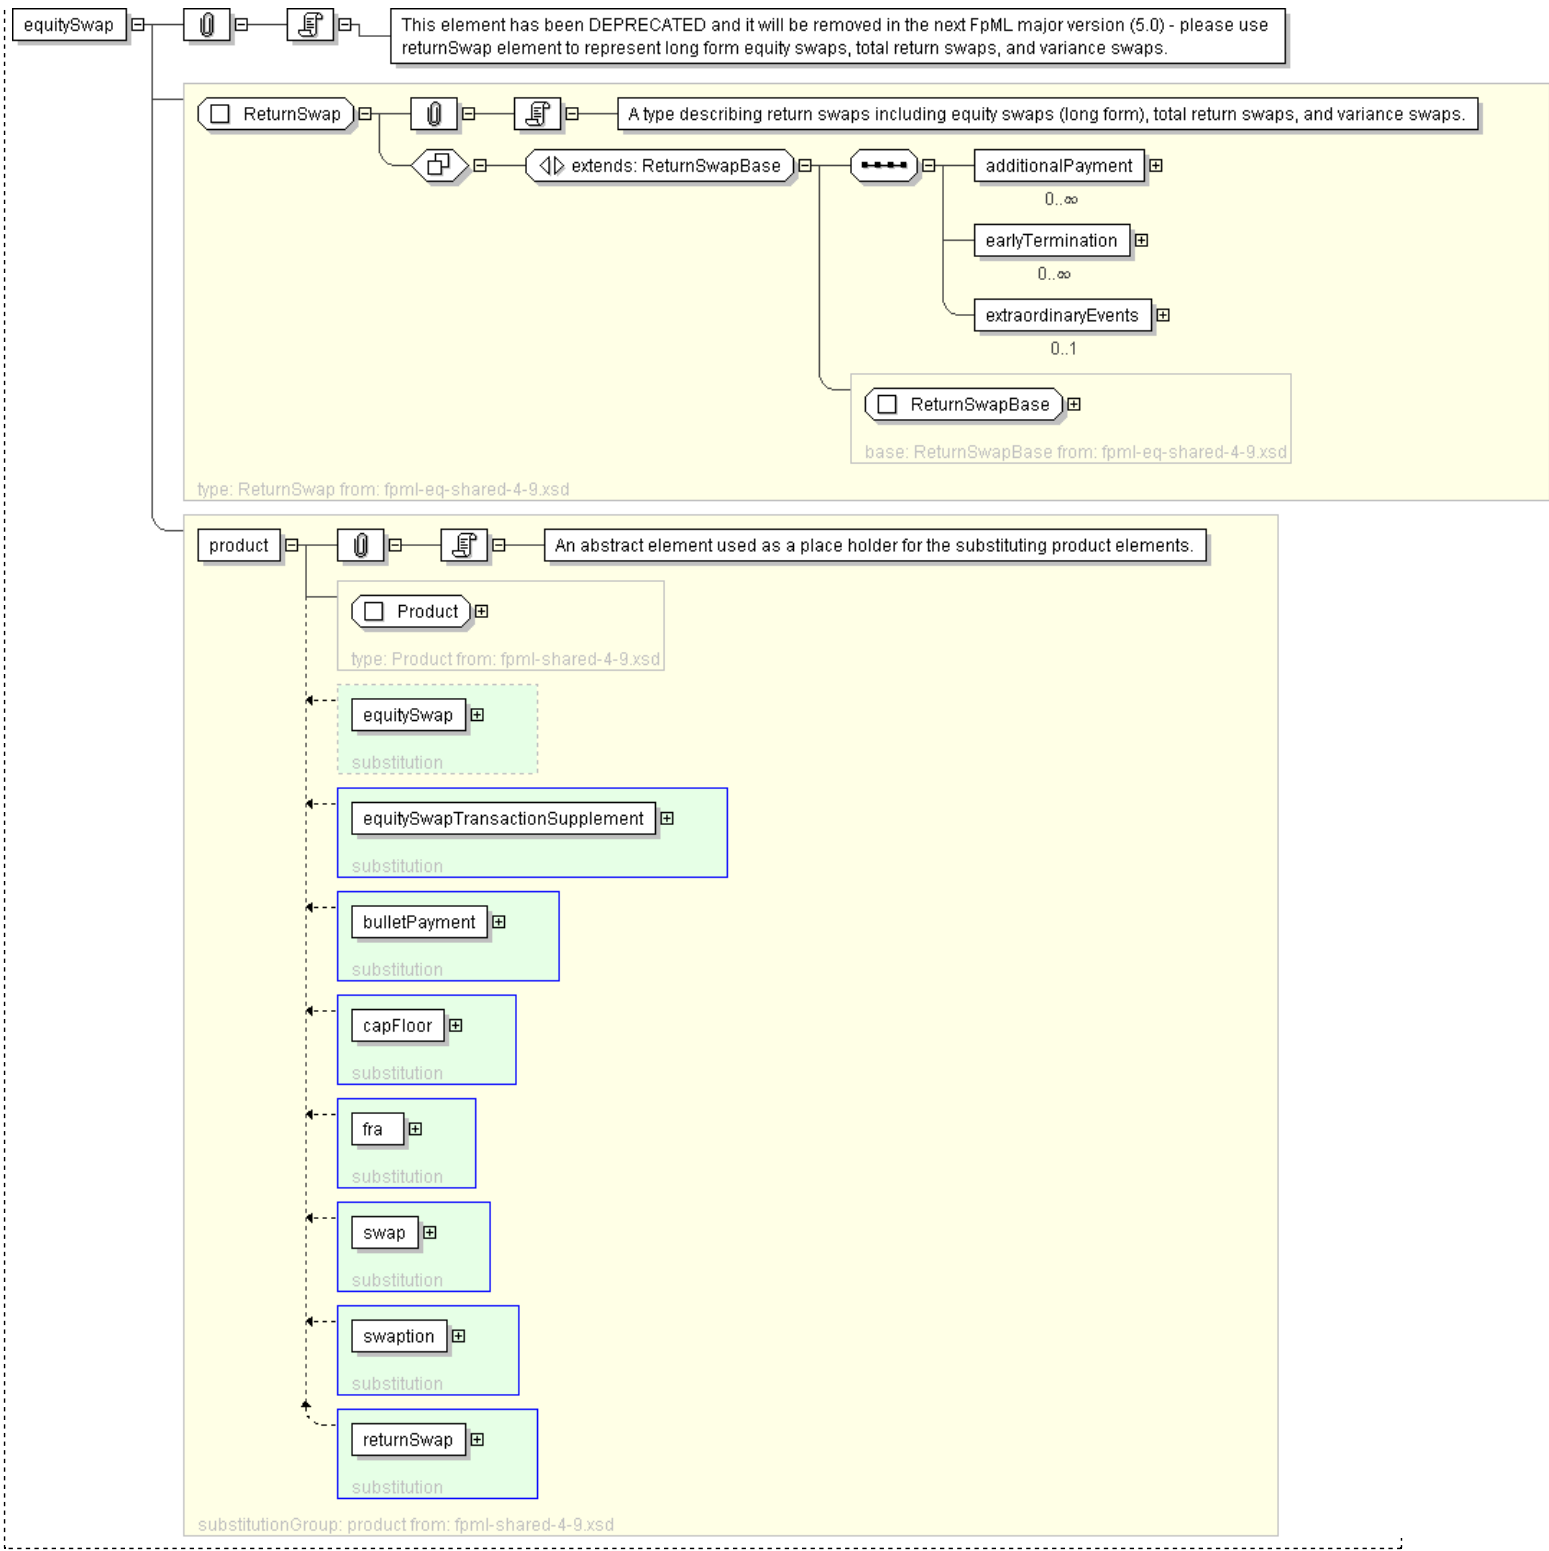 equitySwap
This element has been DEPRECATED and it will be removed in the next FpML major version (5.0) - please use
returnSwap element to represent long form equity swaps, total return swaps, and variance swaps.
ReturnSwap
A type describing return swaps including equity swaps (long form), total return swaps, and variance swaps.
extends: ReturnSwapBase
additionalPayment
0..∞
earlyTermination
0..∞
extraordinaryEvents
0..1
ReturnSwapBase
base: ReturnSwapBase from: fpml-eq-shared-4-9.xsd
type: ReturnSwap from: fpml-eq-shared-4-9.xsd
product
An abstract element used as a place holder for the substituting product elements.
Product
type: Product from: fpml-shared-4-9.xsd
equitySwap
substitution
equitySwapTransactionSupplement
substitution
bulletPayment
substitution
capFloor
substitution
fra
substitution
swap
substitution
swaption
substitution
returnSwap
substitution
substitutionGroup: product from: fpml-shared-4-9.xsd